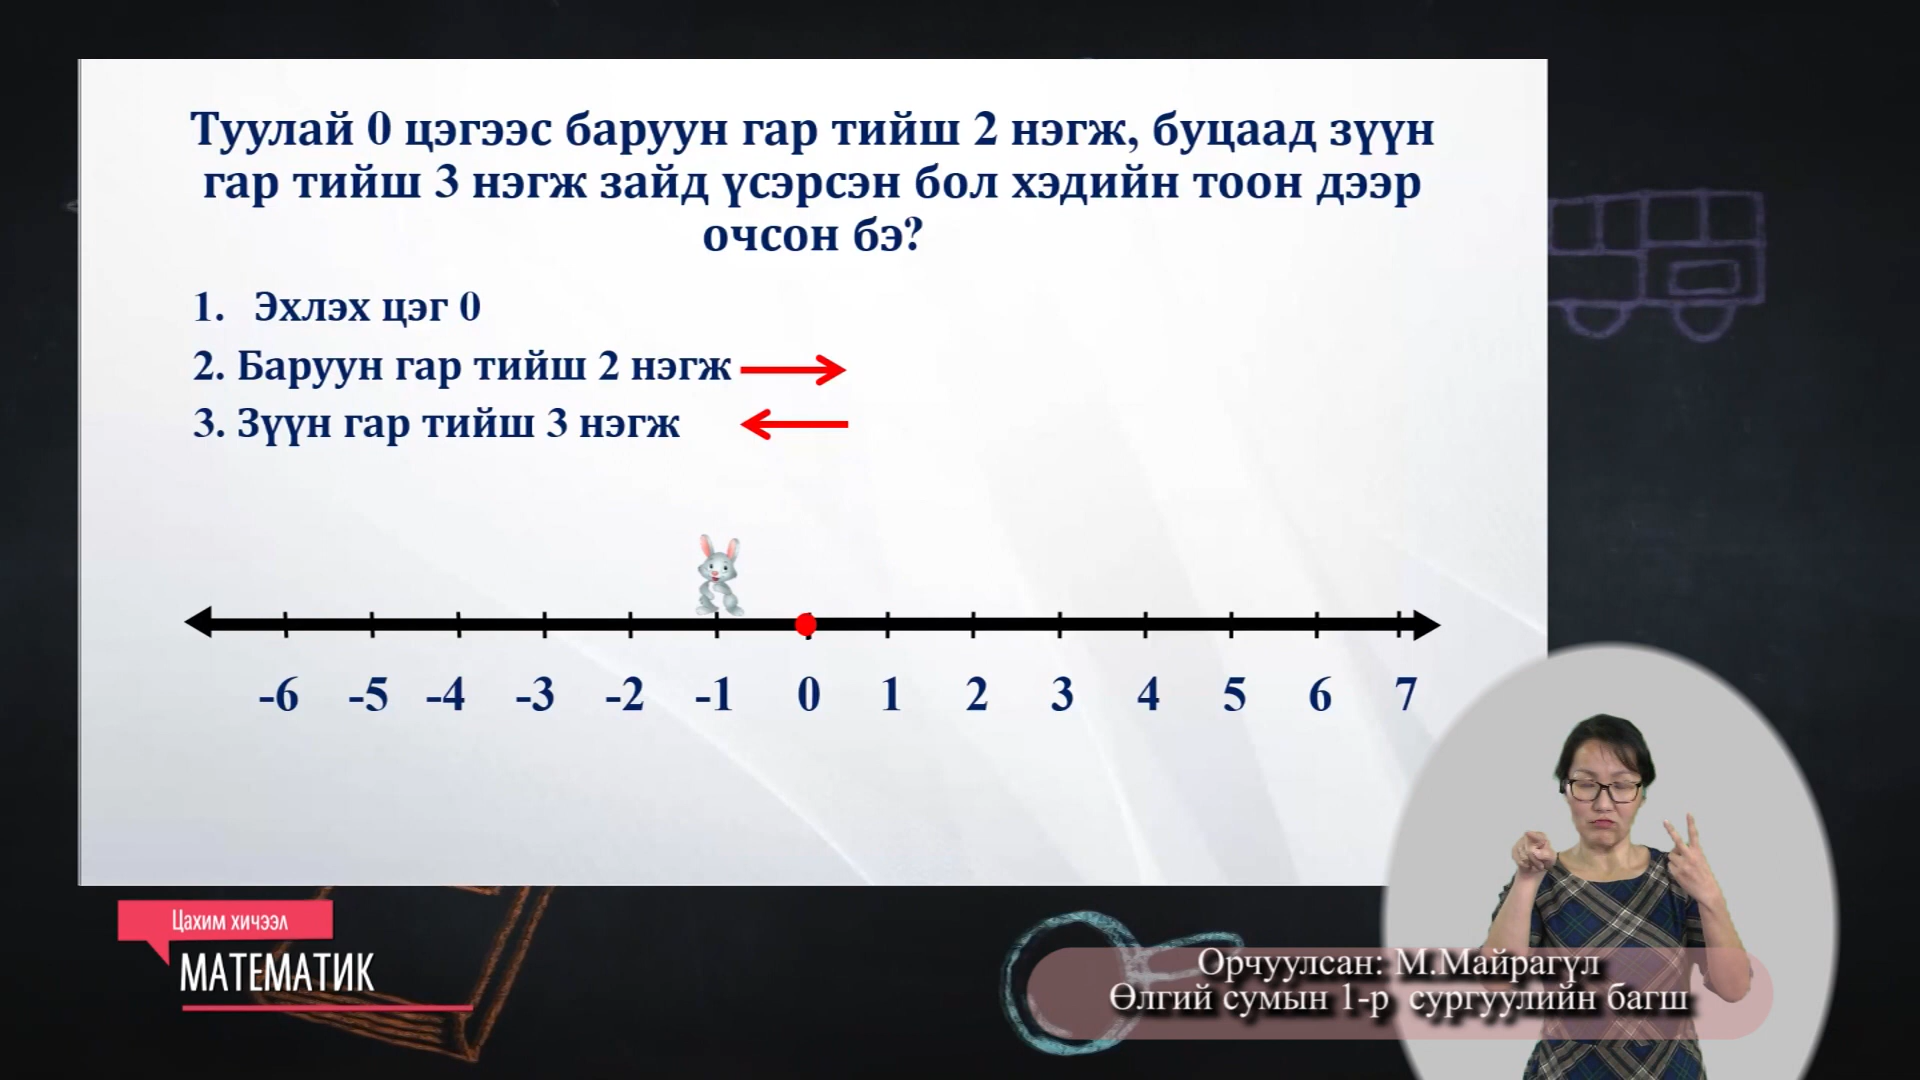 Туулай 0 цэгээс баруун гар тийш 2 нэгж, буцаад зүүн
гар тийш 3 нэгж зайд үсэрсэн бол хэдийн тоон дээр
очсон бэ?
1. Эхлэх цэг 0
2. Баруун гар тийш 2 нэгж
3. Зүүн гар тийш 3 нэгж
-6 -5 -4 -3 -2 -1 0 1 2 3 4 5 6 7
Цахим хичээл
МАТЕМАТИК
Орчуулсан: М.Майрагүл
Өлгий сумын 1-р сургуулийн багш